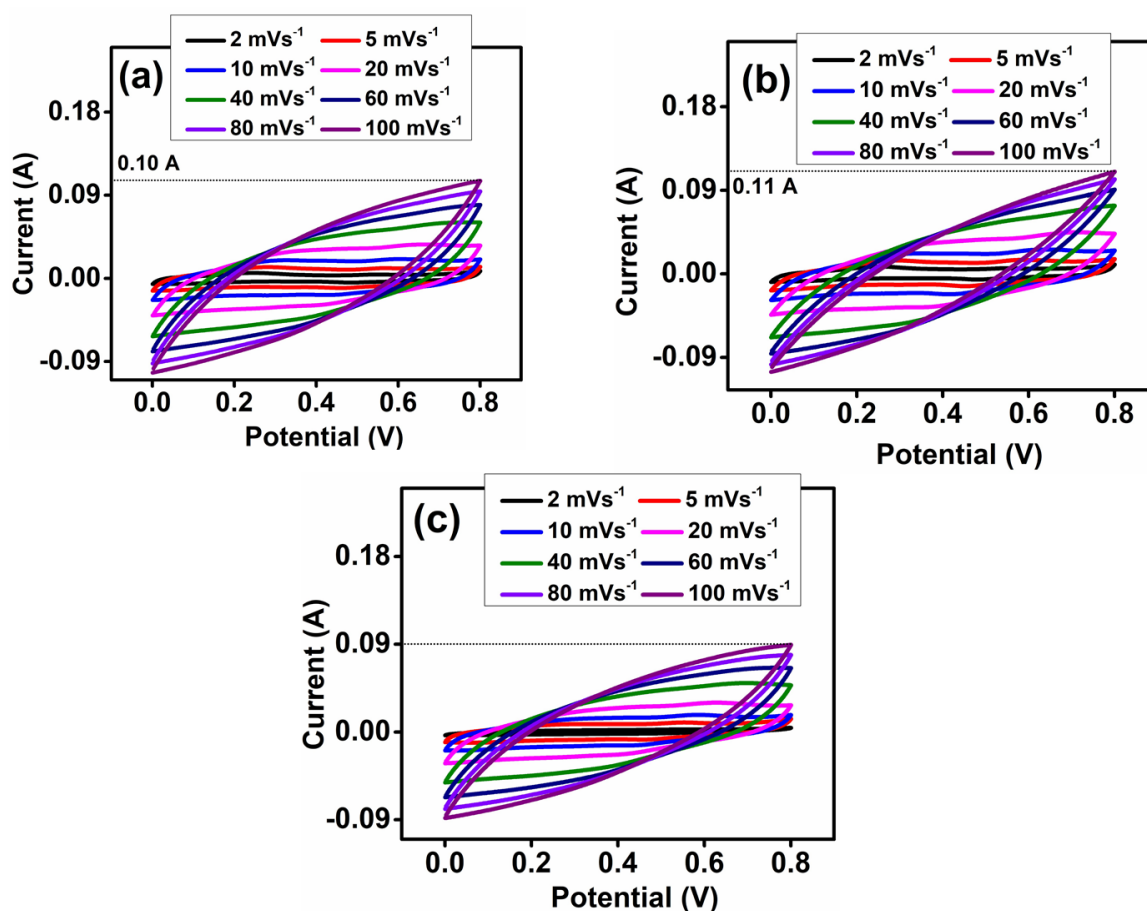 (a)
2 mVs⁻¹ 5 mVs⁻¹
10 mVs⁻¹ 20 mVs⁻¹
40 mVs⁻¹ 60 mVs⁻¹
80 mVs⁻¹ 100 mVs⁻¹
0.18
0.10 A
0.09
0.00
-0.09
Current (A)
0.0 0.2 0.4 0.6 0.8
Potential (V)
(b)
2 mVs⁻¹ 5 mVs⁻¹
10 mVs⁻¹ 20 mVs⁻¹
40 mVs⁻¹ 60 mVs⁻¹
80 mVs⁻¹ 100 mVs⁻¹
0.18
0.09
0.11 A
0.00
-0.09
Current (A)
0.0 0.2 0.4 0.6 0.8
Potential (V)
(c)
2 mVs⁻¹ 5 mVs⁻¹
10 mVs⁻¹ 20 mVs⁻¹
40 mVs⁻¹ 60 mVs⁻¹
80 mVs⁻¹ 100 mVs⁻¹
0.18
0.09
0.00
-0.09
Current (A)
0.0 0.2 0.4 0.6 0.8
Potential (V)